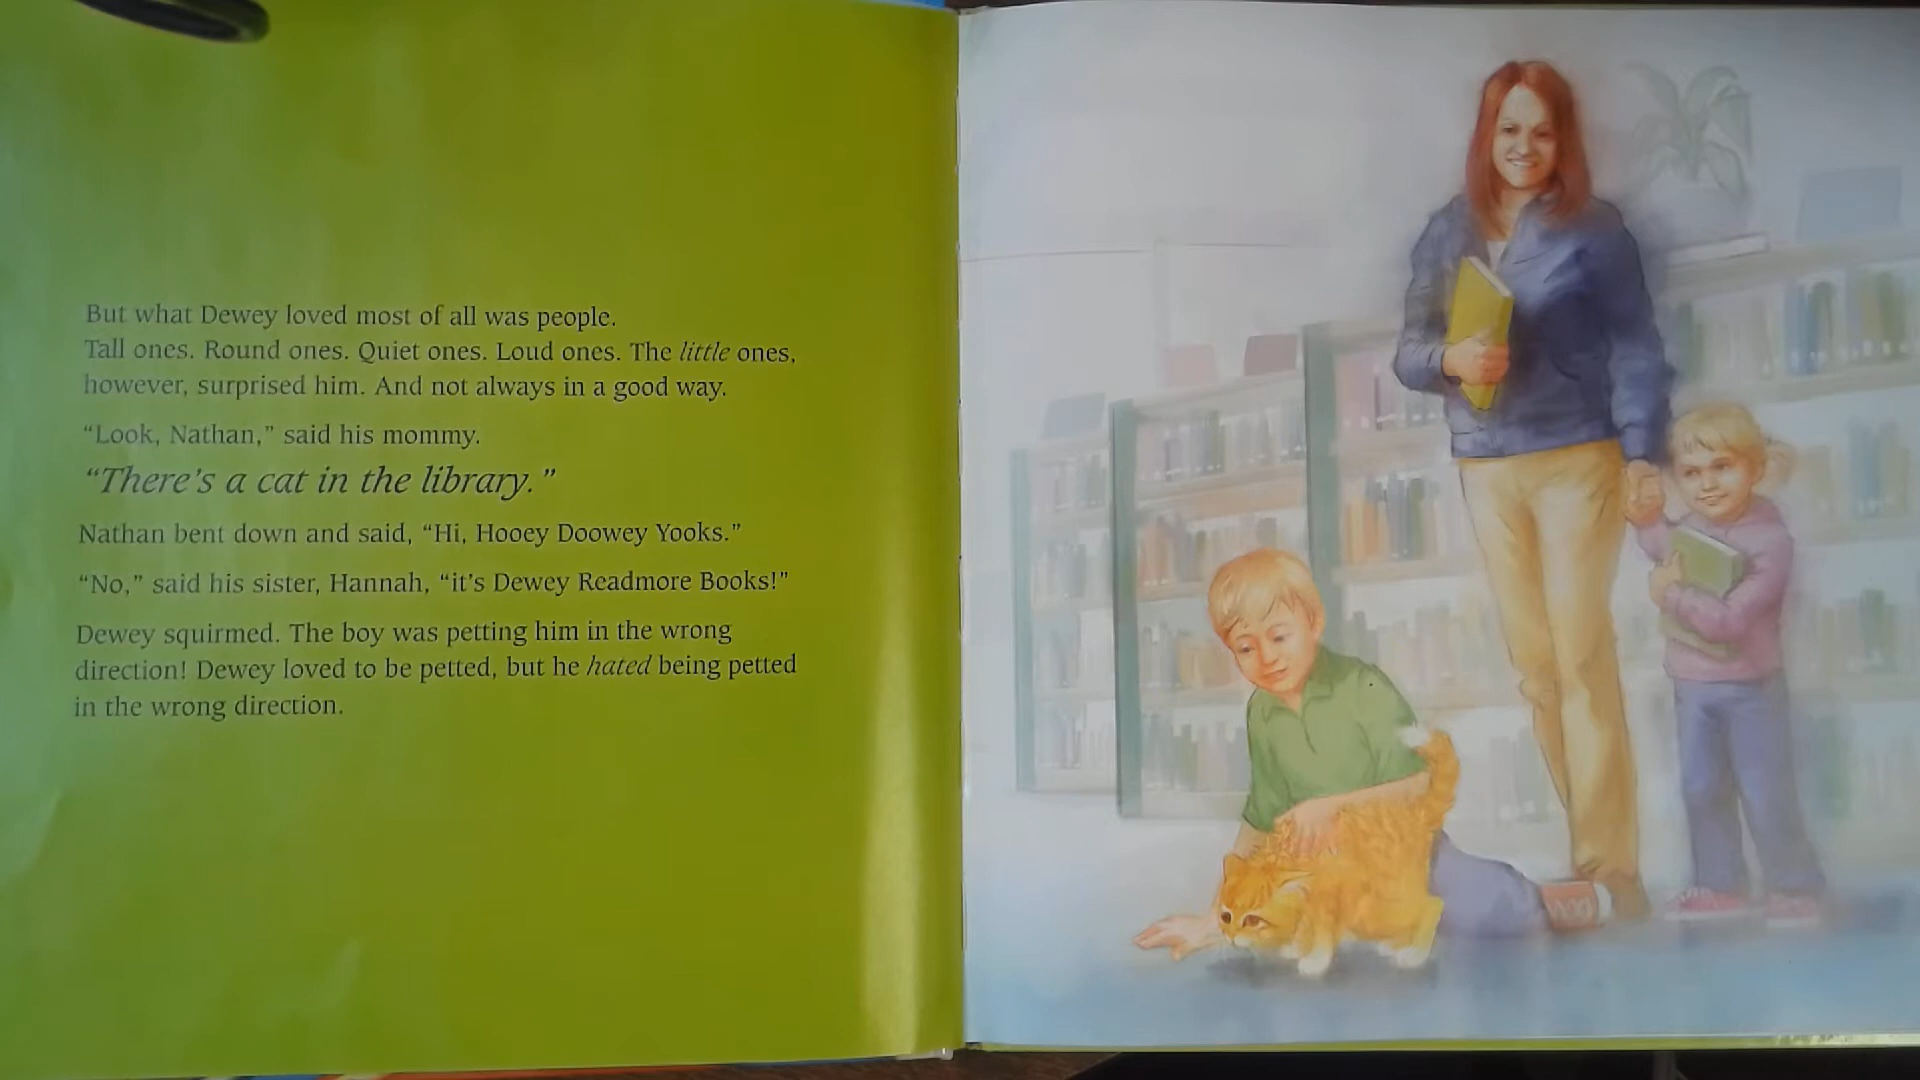 But what Dewey loved most of all was people.
Tall ones. Round ones. Quiet ones. Loud ones. The little ones,
however, surprised him. And not always in a good way.
“Look, Nathan,” said his mommy.
“There’s a cat in the library.”
Nathan bent down and said, “Hi, Hooey Doowey Yooks.”
“No,” said his sister, Hannah, “it’s Dewey Readmore Books!”
Dewey squirmed. The boy was petting him in the wrong
direction! Dewey loved to be petted, but he hated being petted
in the wrong direction.